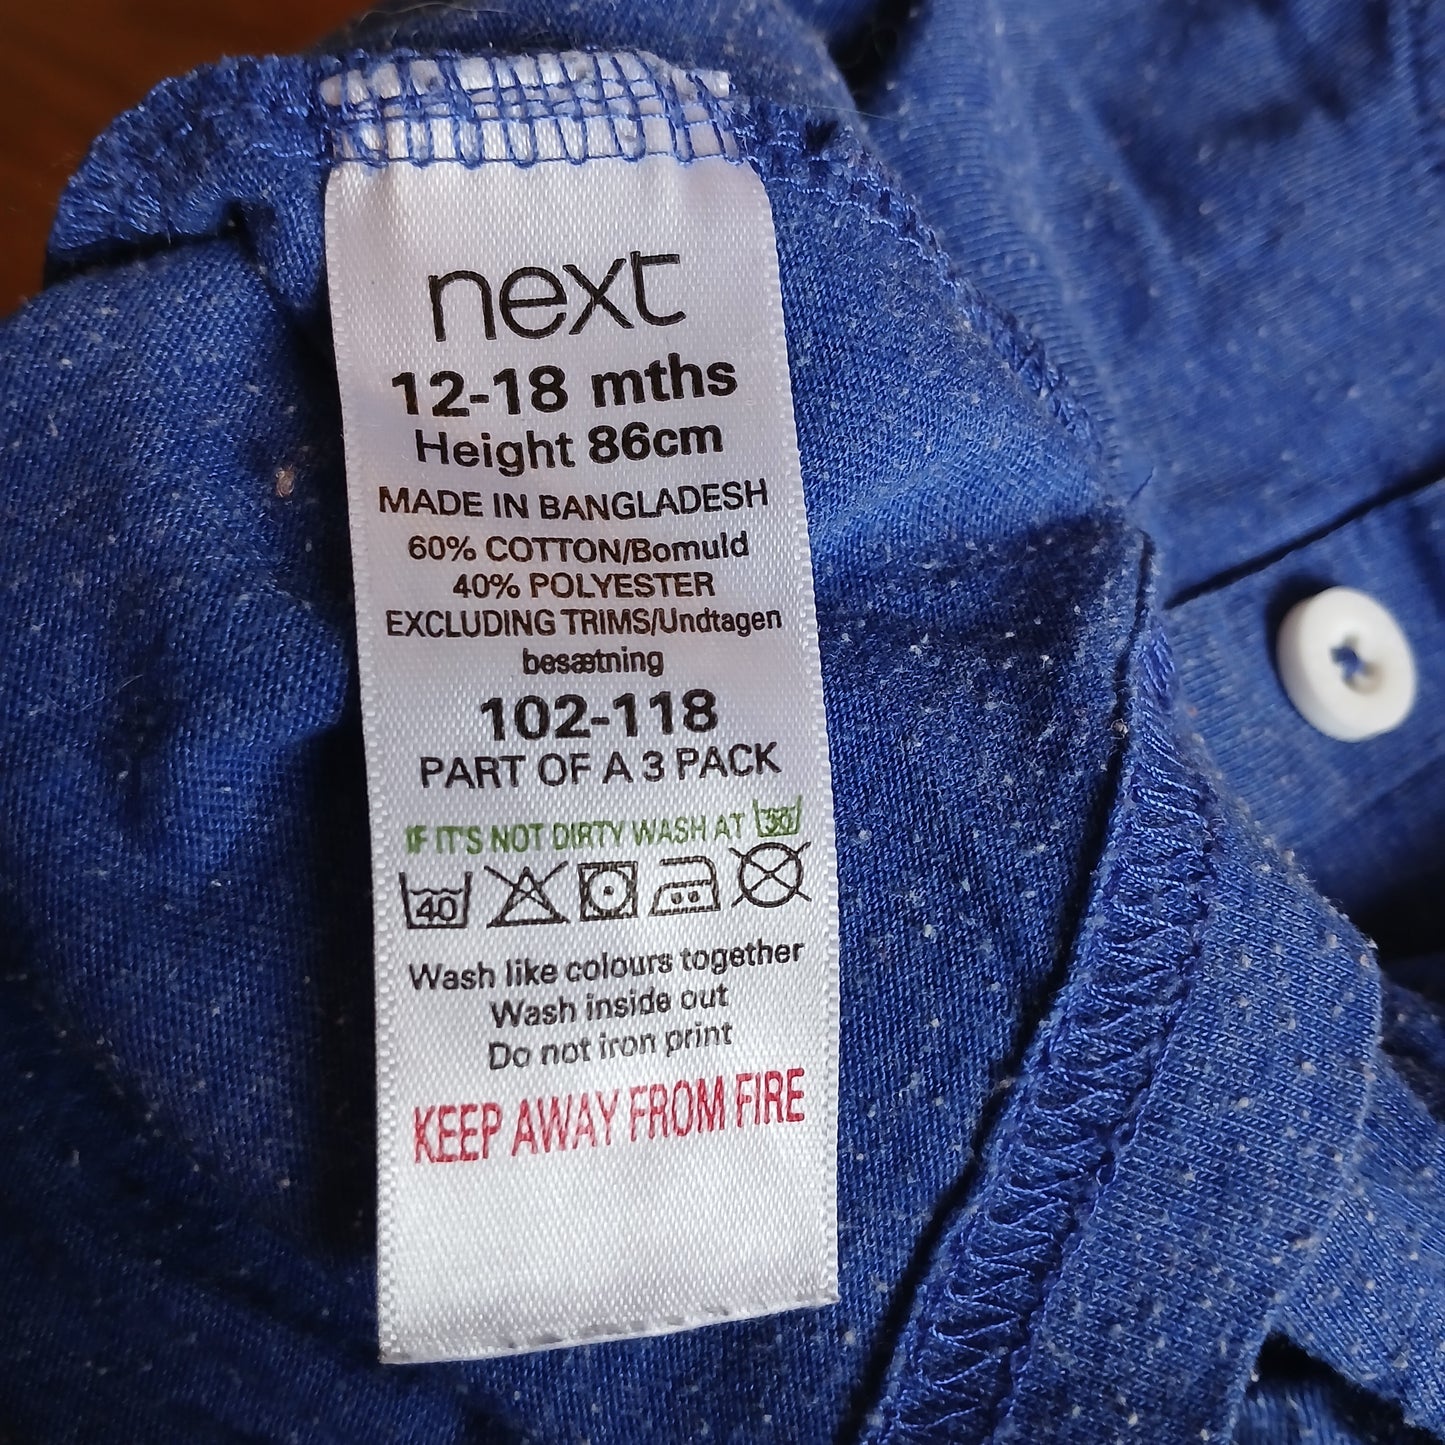 next
12-18 mths
Height 86cm
MADE IN BANGLADESH
60% COTTON/Bomuld
40% POLYESTER
EXCLUDING TRIMS/Undtagen
besætning
102-118
PART OF A 3 PACK
IF IT'S NOT DIRTY WASH AT 30
40
Wash like colours together
Wash inside out
Do not iron print
KEEP AWAY FROM FIRE